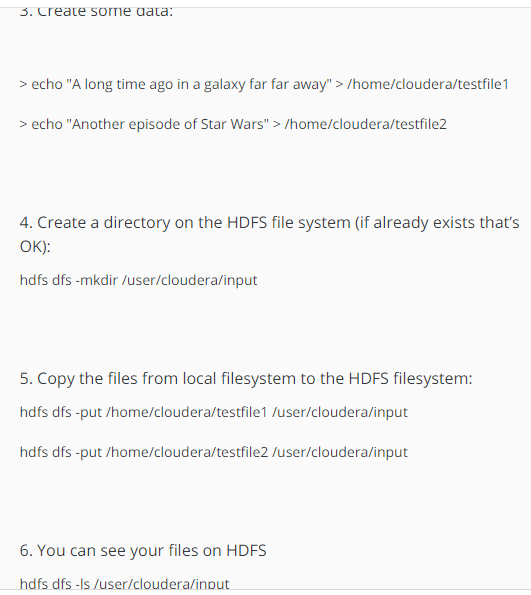 3. Create some data:
> echo "A long time ago in a galaxy far far away" > /home/cloudera/testfile1
> echo "Another episode of Star Wars" > /home/cloudera/testfile2
4. Create a directory on the HDFS file system (if already exists that’s
OK):
hdfs dfs -mkdir /user/cloudera/input
5. Copy the files from local filesystem to the HDFS filesystem:
hdfs dfs -put /home/cloudera/testfile1 /user/cloudera/input
hdfs dfs -put /home/cloudera/testfile2 /user/cloudera/input
6. You can see your files on HDFS
hdfs dfs -ls /user/cloudera/input